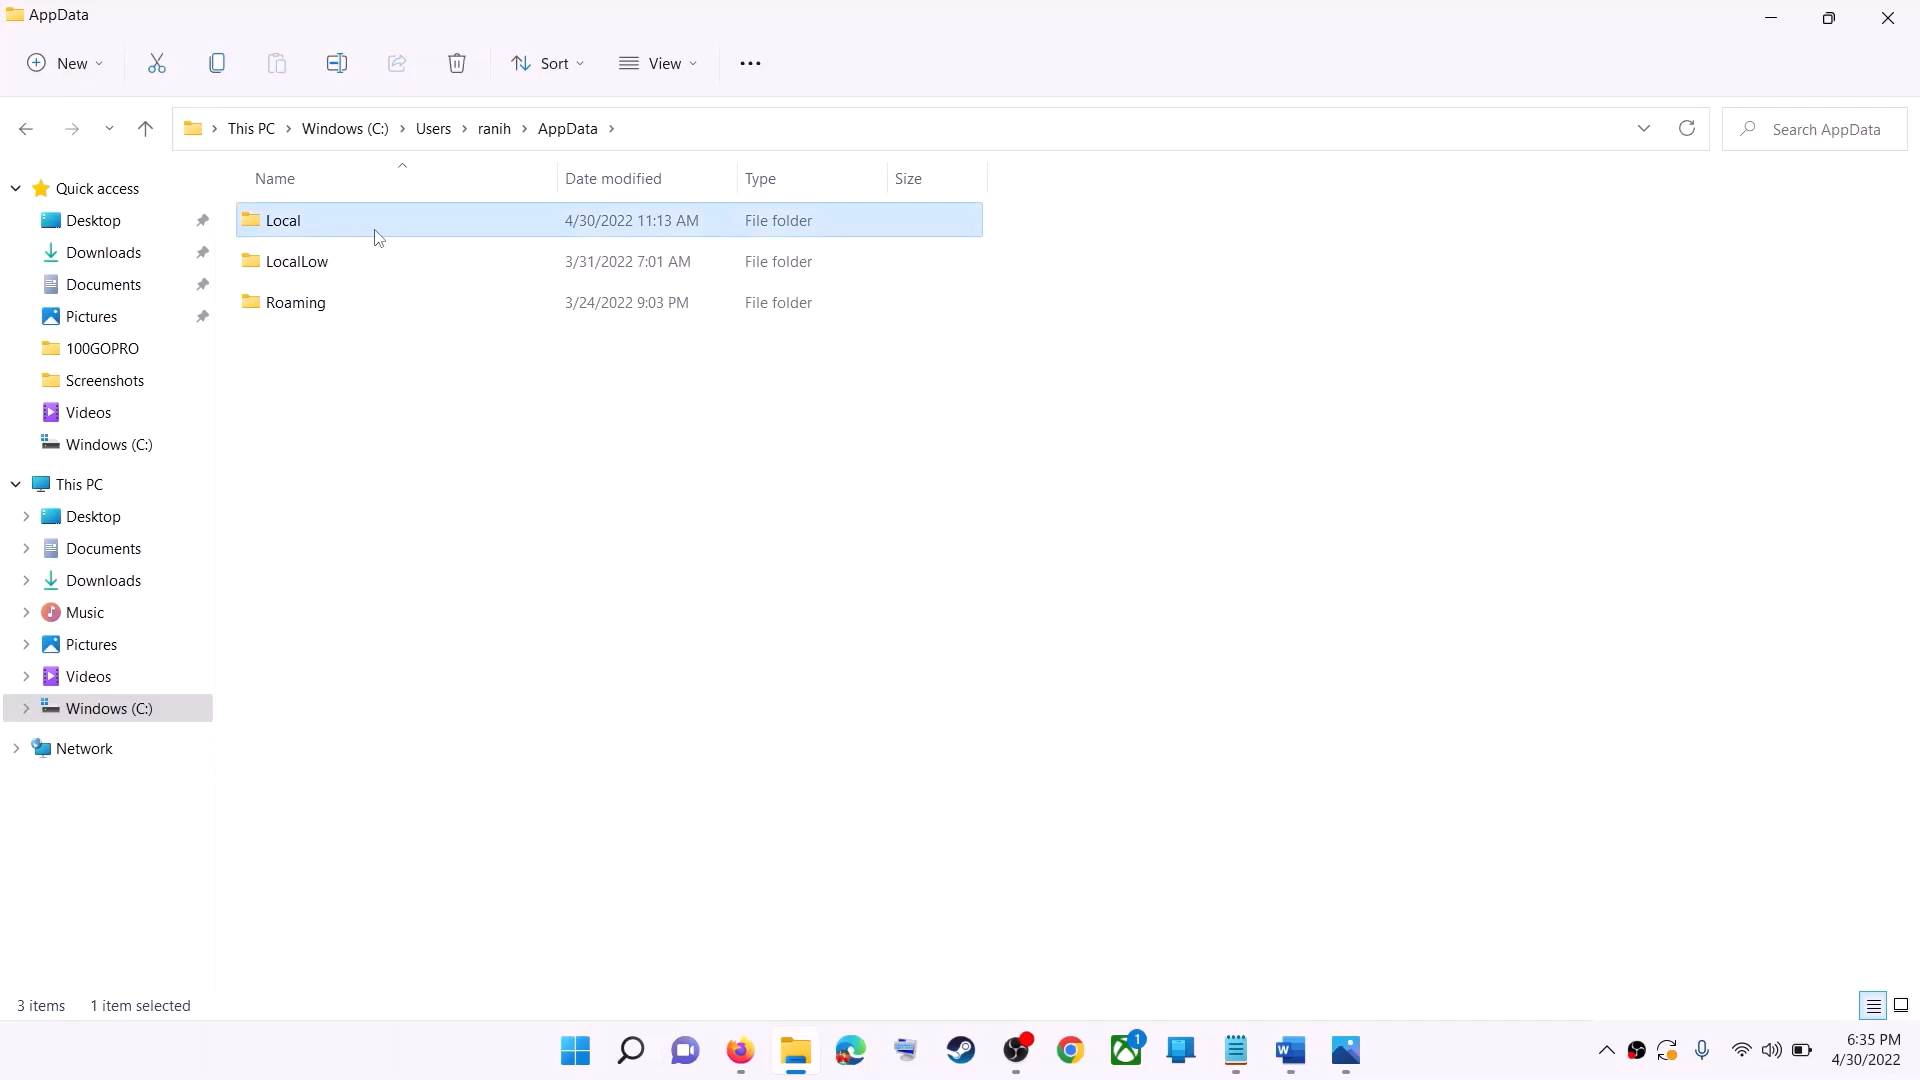 AppData
New
Sort
View
This PC
Windows (C:)
Users
ranih
AppData
Search AppData
Name
Date modified
Type
Size
Local
4/30/2022 11:13 AM
File folder
LocalLow
3/31/2022 7:01 AM
File folder
Roaming
3/24/2022 9:03 PM
File folder
Quick access
Desktop
Downloads
Documents
Pictures
100GOPRO
Screenshots
Videos
Windows (C:)
This PC
Desktop
Documents
Downloads
Music
Pictures
Videos
Windows (C:)
Network
3 items
1 item selected
1
W
6:35 PM
4/30/2022